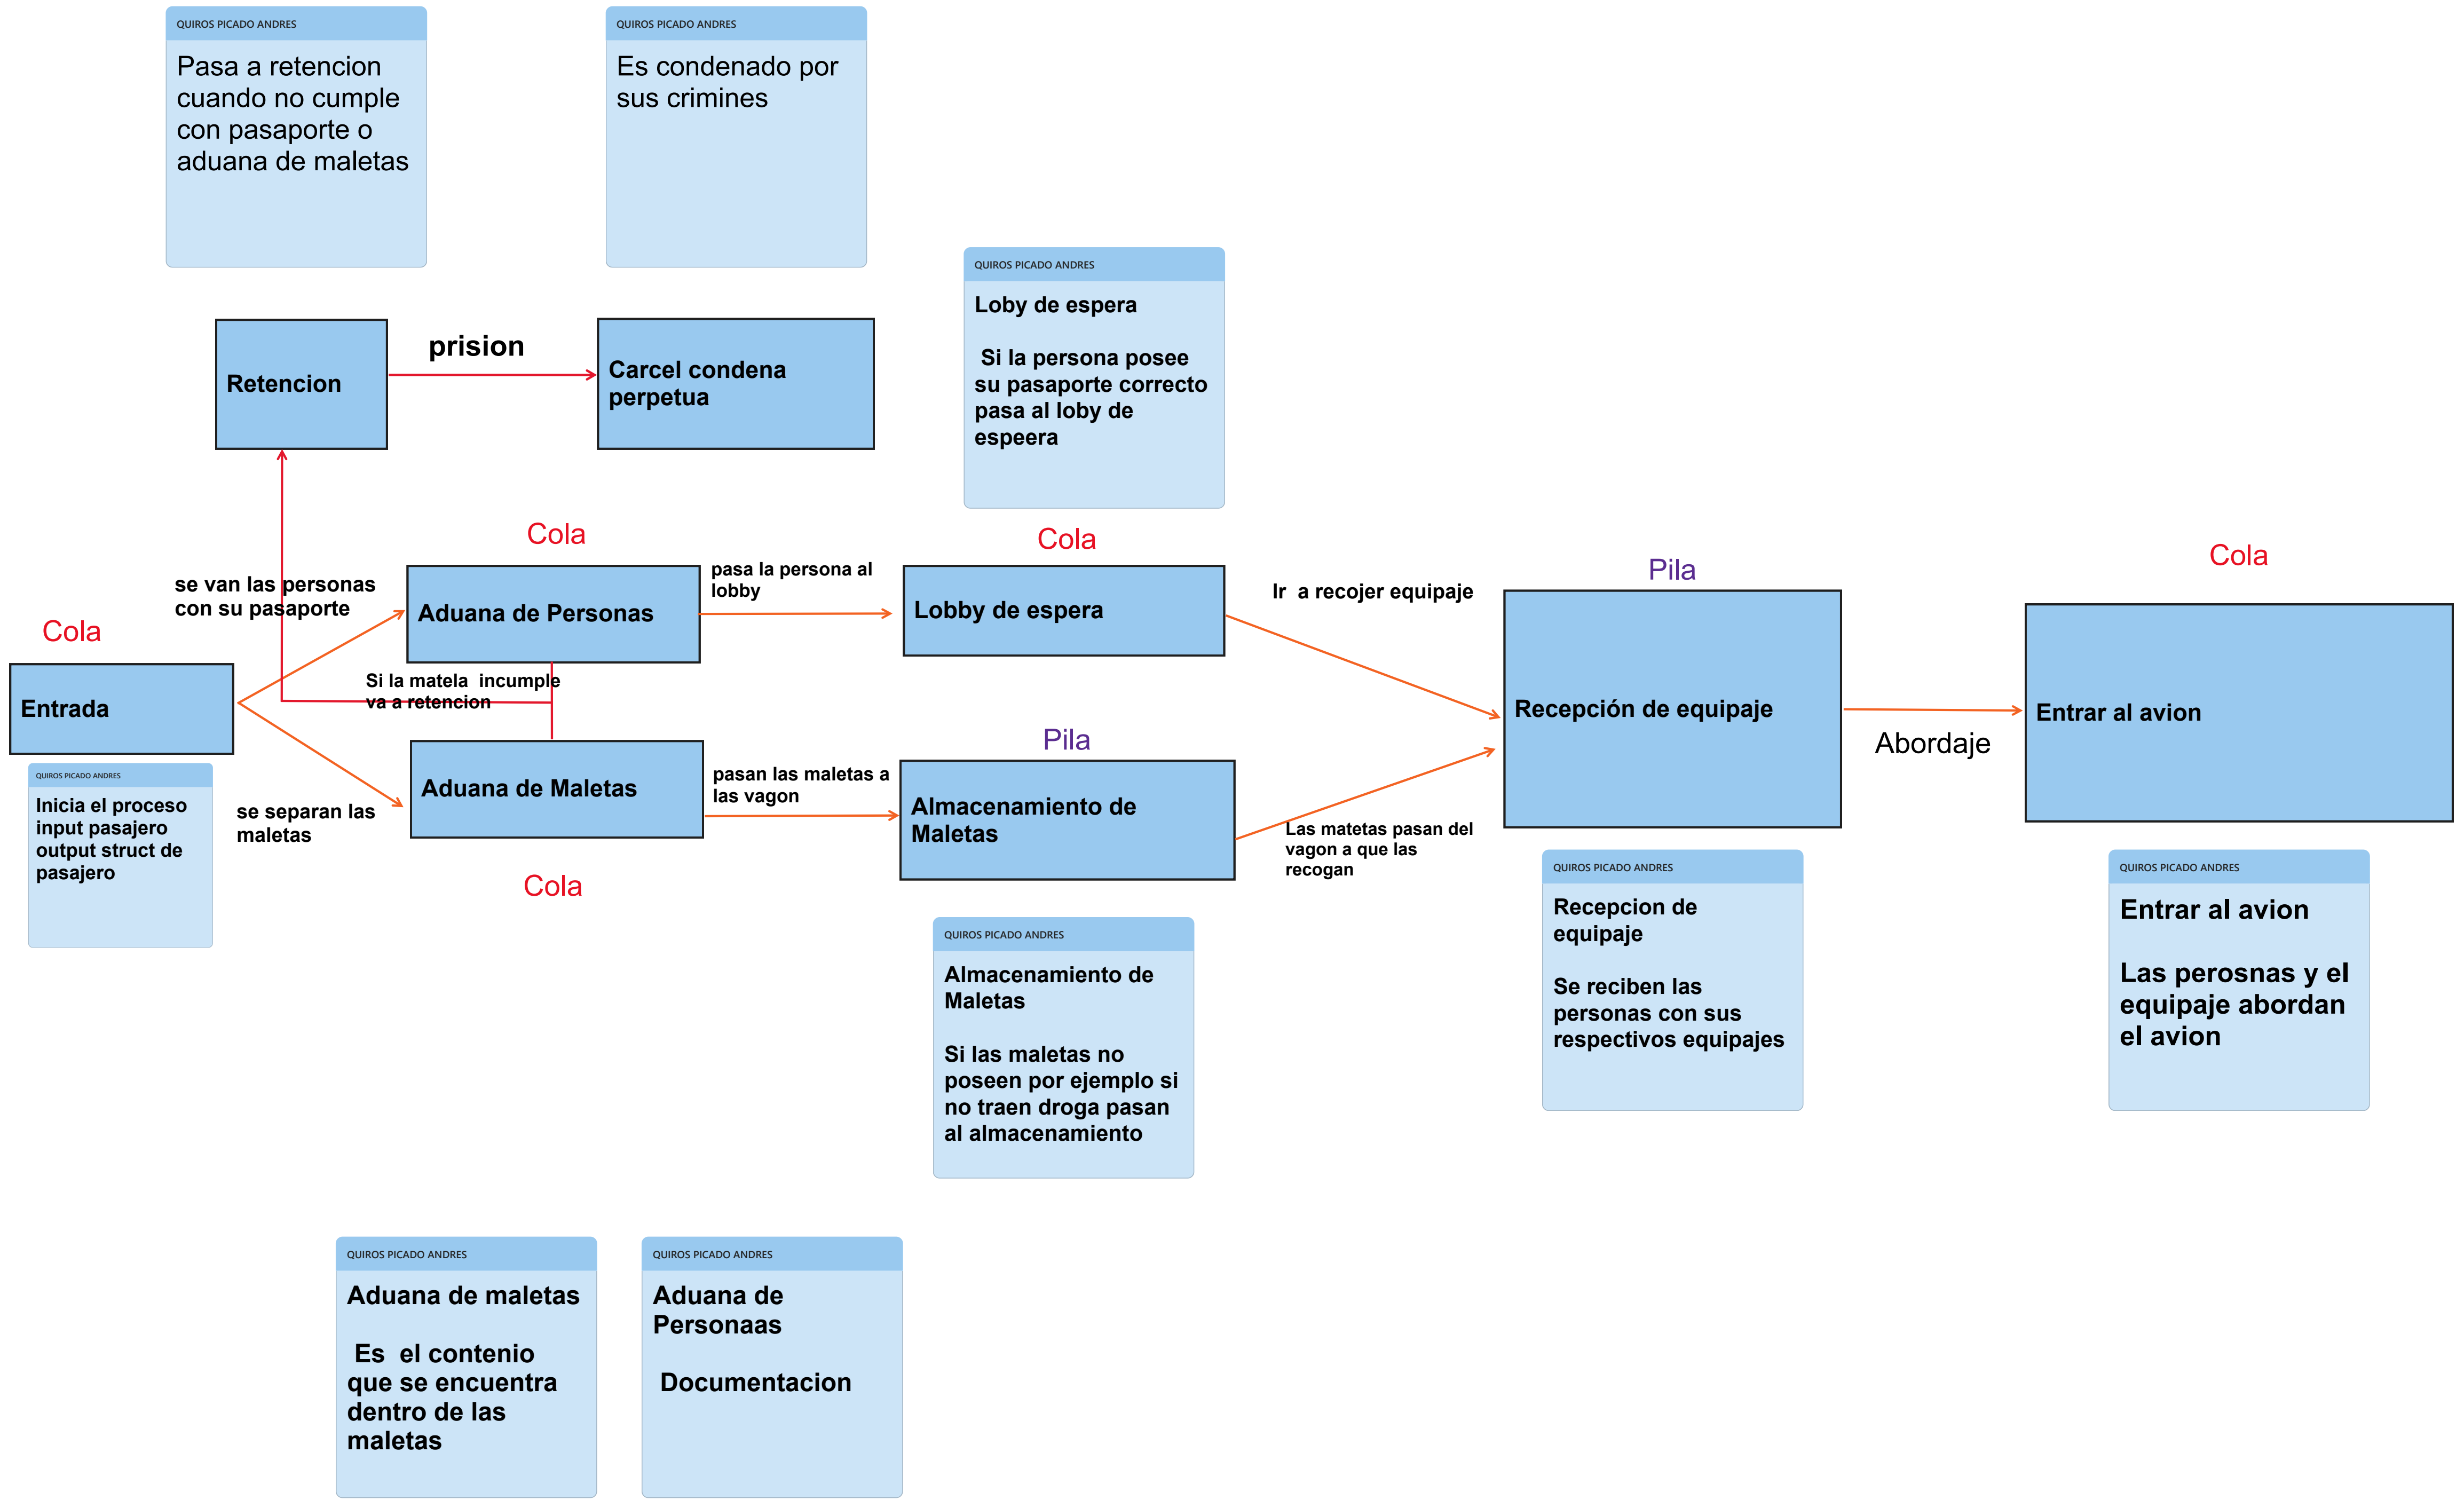 QUIROS PICADO ANDRES
Pasa a retencion
cuando no cumple
con pasaporte o
aduana de maletas
QUIROS PICADO ANDRES
Es condenado por
sus crimines
QUIROS PICADO ANDRES
Loby de espera
Si la persona posee
su pasaporte correcto
pasa al loby de
espeera
Retencion
prision
Carcel condena
perpetua
Cola
Cola
Pila
Cola
se van las personas
con su pasaporte
Aduana de Personas
pasa la persona al
lobby
Lobby de espera
Ir  a recojer equipaje
Cola
Entrada
Si la matela  incumple
va a retencion
Recepción de equipaje
Abordaje
Entrar al avion
QUIROS PICADO ANDRES
Inicia el proceso
input pasajero
output struct de
pasajero
se separan las
maletas
Aduana de Maletas
Cola
pasan las maletas a
las vagon
Pila
Almacenamiento de
Maletas
Las matetas pasan del
vagon a que las
recogan
QUIROS PICADO ANDRES
Almacenamiento de
Maletas
Si las maletas no
poseen por ejemplo si
no traen droga pasan
al almacenamiento
QUIROS PICADO ANDRES
Recepcion de
equipaje
Se reciben las
personas con sus
respectivos equipajes
QUIROS PICADO ANDRES
Entrar al avion
Las perosnas y el
equipaje abordan
el avion
QUIROS PICADO ANDRES
Aduana de maletas
Es  el contenio
que se encuentra
dentro de las
maletas
QUIROS PICADO ANDRES
Aduana de
Personaas
Documentacion